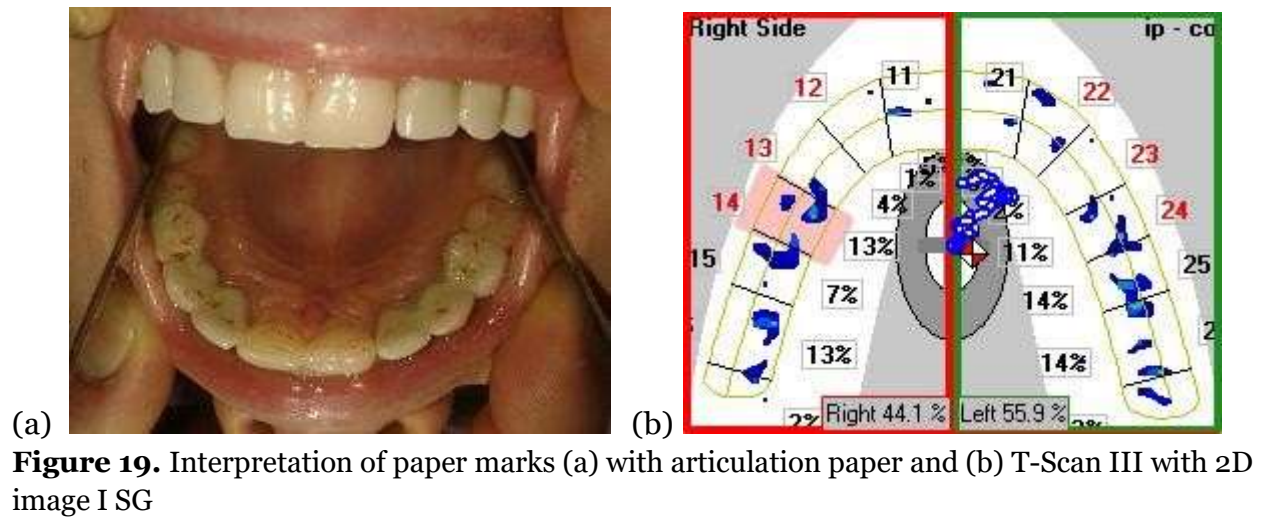 Right Side
ip - co
11
21
12
22
13
23
1%
14
4%
24
13%
11%
15
25
7%
14%
13%
14%
2%
Right 44.1 %
Left 55.9 %
(a)
(b)
Figure 19. Interpretation of paper marks (a) with articulation paper and (b) T-Scan III with 2D
image I SG